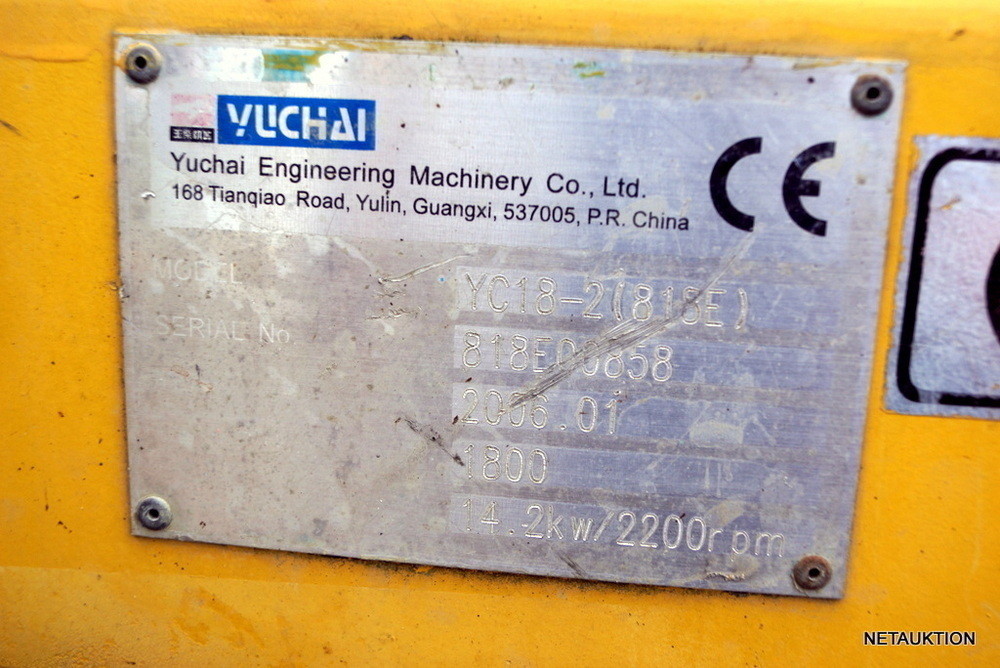 YUCHAI
Yuchai Engineering Machinery Co., Ltd.
168 Tianqiao Road, Yulin, Guangxi, 537005, P.R. China
CE
MODEL YC18-2(818E)
SERIAL No 818E00858
2006.01
1800
14.2kw/2200rpm
NETAUKTION